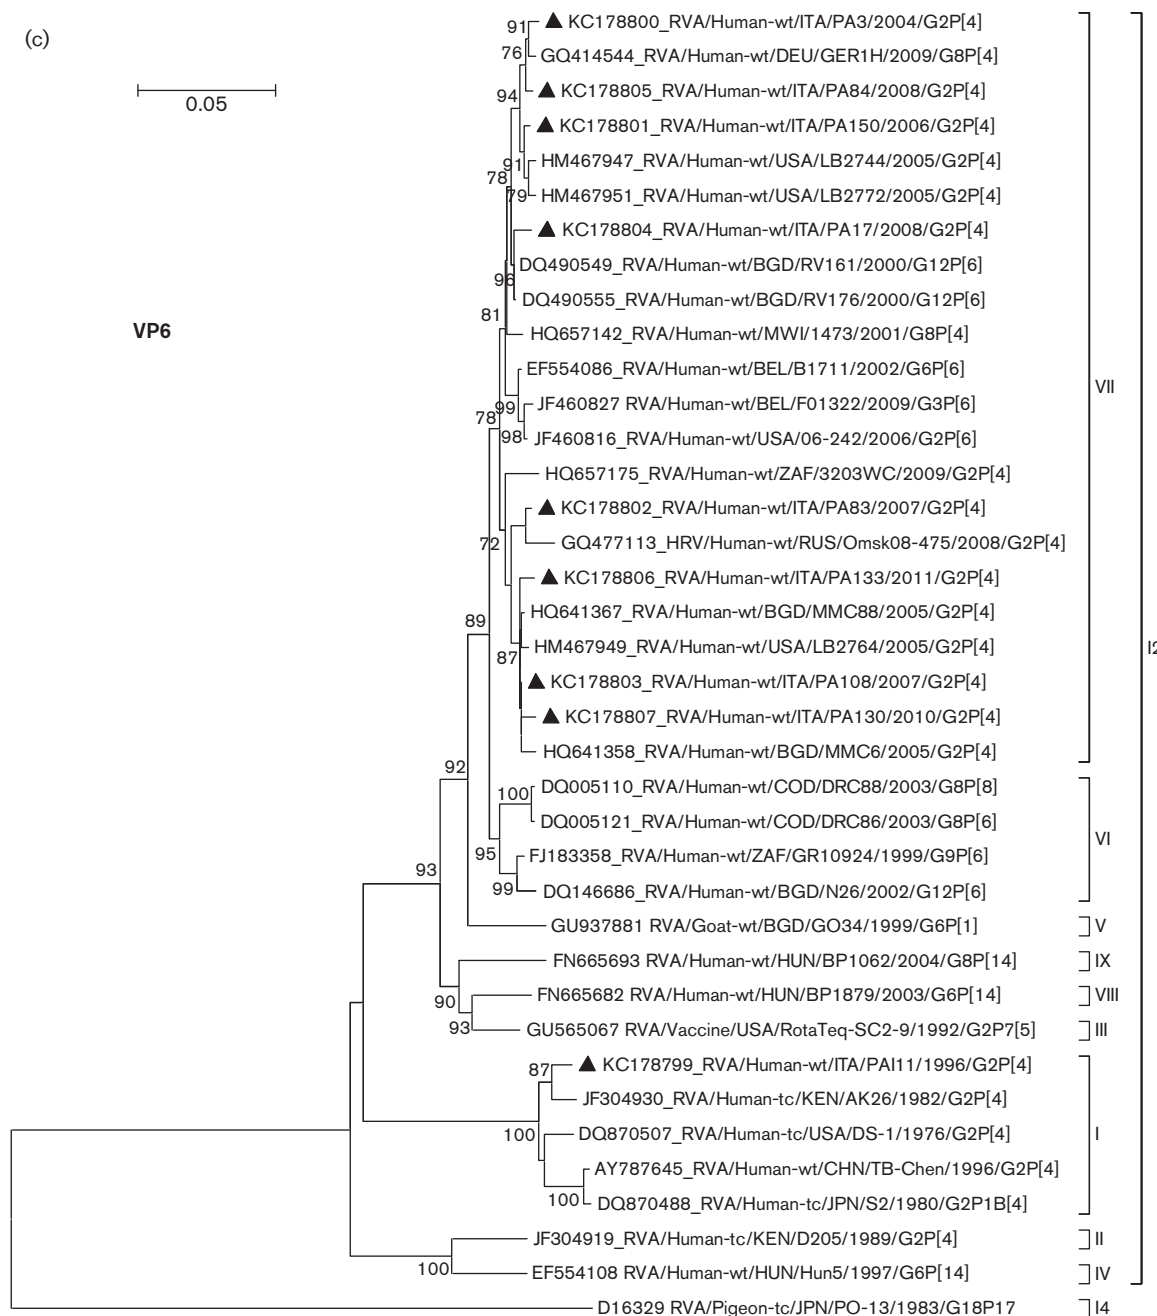 (c)
0.05
VP6
91
▲ KC178800_RVA/Human-wt/ITA/PA3/2004/G2P[4]
76
GQ414544_RVA/Human-wt/DEU/GER1H/2009/G8P[4]
94
▲ KC178805_RVA/Human-wt/ITA/PA84/2008/G2P[4]
▲ KC178801_RVA/Human-wt/ITA/PA150/2006/G2P[4]
91
HM467947_RVA/Human-wt/USA/LB2744/2005/G2P[4]
78
79
HM467951_RVA/Human-wt/USA/LB2772/2005/G2P[4]
▲ KC178804_RVA/Human-wt/ITA/PA17/2008/G2P[4]
DQ490549_RVA/Human-wt/BGD/RV161/2000/G12P[6]
96
DQ490555_RVA/Human-wt/BGD/RV176/2000/G12P[6]
81
HQ657142_RVA/Human-wt/MWI/1473/2001/G8P[4]
EF554086_RVA/Human-wt/BEL/B1711/2002/G6P[6]
VII
99
JF460827 RVA/Human-wt/BEL/F01322/2009/G3P[6]
78
98
JF460816_RVA/Human-wt/USA/06-242/2006/G2P[6]
HQ657175_RVA/Human-wt/ZAF/3203WC/2009/G2P[4]
▲ KC178802_RVA/Human-wt/ITA/PA83/2007/G2P[4]
72
GQ477113_HRV/Human-wt/RUS/Omsk08-475/2008/G2P[4]
▲ KC178806_RVA/Human-wt/ITA/PA133/2011/G2P[4]
89
HQ641367_RVA/Human-wt/BGD/MMC88/2005/G2P[4]
HM467949_RVA/Human-wt/USA/LB2764/2005/G2P[4]
I2
87
▲ KC178803_RVA/Human-wt/ITA/PA108/2007/G2P[4]
▲ KC178807_RVA/Human-wt/ITA/PA130/2010/G2P[4]
HQ641358_RVA/Human-wt/BGD/MMC6/2005/G2P[4]
92
100
DQ005110_RVA/Human-wt/COD/DRC88/2003/G8P[8]
DQ005121_RVA/Human-wt/COD/DRC86/2003/G8P[6]
VI
95
FJ183358_RVA/Human-wt/ZAF/GR10924/1999/G9P[6]
93
99
DQ146686_RVA/Human-wt/BGD/N26/2002/G12P[6]
GU937881 RVA/Goat-wt/BGD/GO34/1999/G6P[1]
V
FN665693 RVA/Human-wt/HUN/BP1062/2004/G8P[14]
IX
90
FN665682 RVA/Human-wt/HUN/BP1879/2003/G6P[14]
VIII
93
GU565067 RVA/Vaccine/USA/RotaTeq-SC2-9/1992/G2P7[5]
III
87
▲ KC178799_RVA/Human-wt/ITA/PAI11/1996/G2P[4]
JF304930_RVA/Human-tc/KEN/AK26/1982/G2P[4]
100
DQ870507_RVA/Human-tc/USA/DS-1/1976/G2P[4]
I
AY787645_RVA/Human-wt/CHN/TB-Chen/1996/G2P[4]
100
DQ870488_RVA/Human-tc/JPN/S2/1980/G2P1B[4]
JF304919_RVA/Human-tc/KEN/D205/1989/G2P[4]
II
100
EF554108 RVA/Human-wt/HUN/Hun5/1997/G6P[14]
IV
D16329 RVA/Pigeon-tc/JPN/PO-13/1983/G18P17
I4